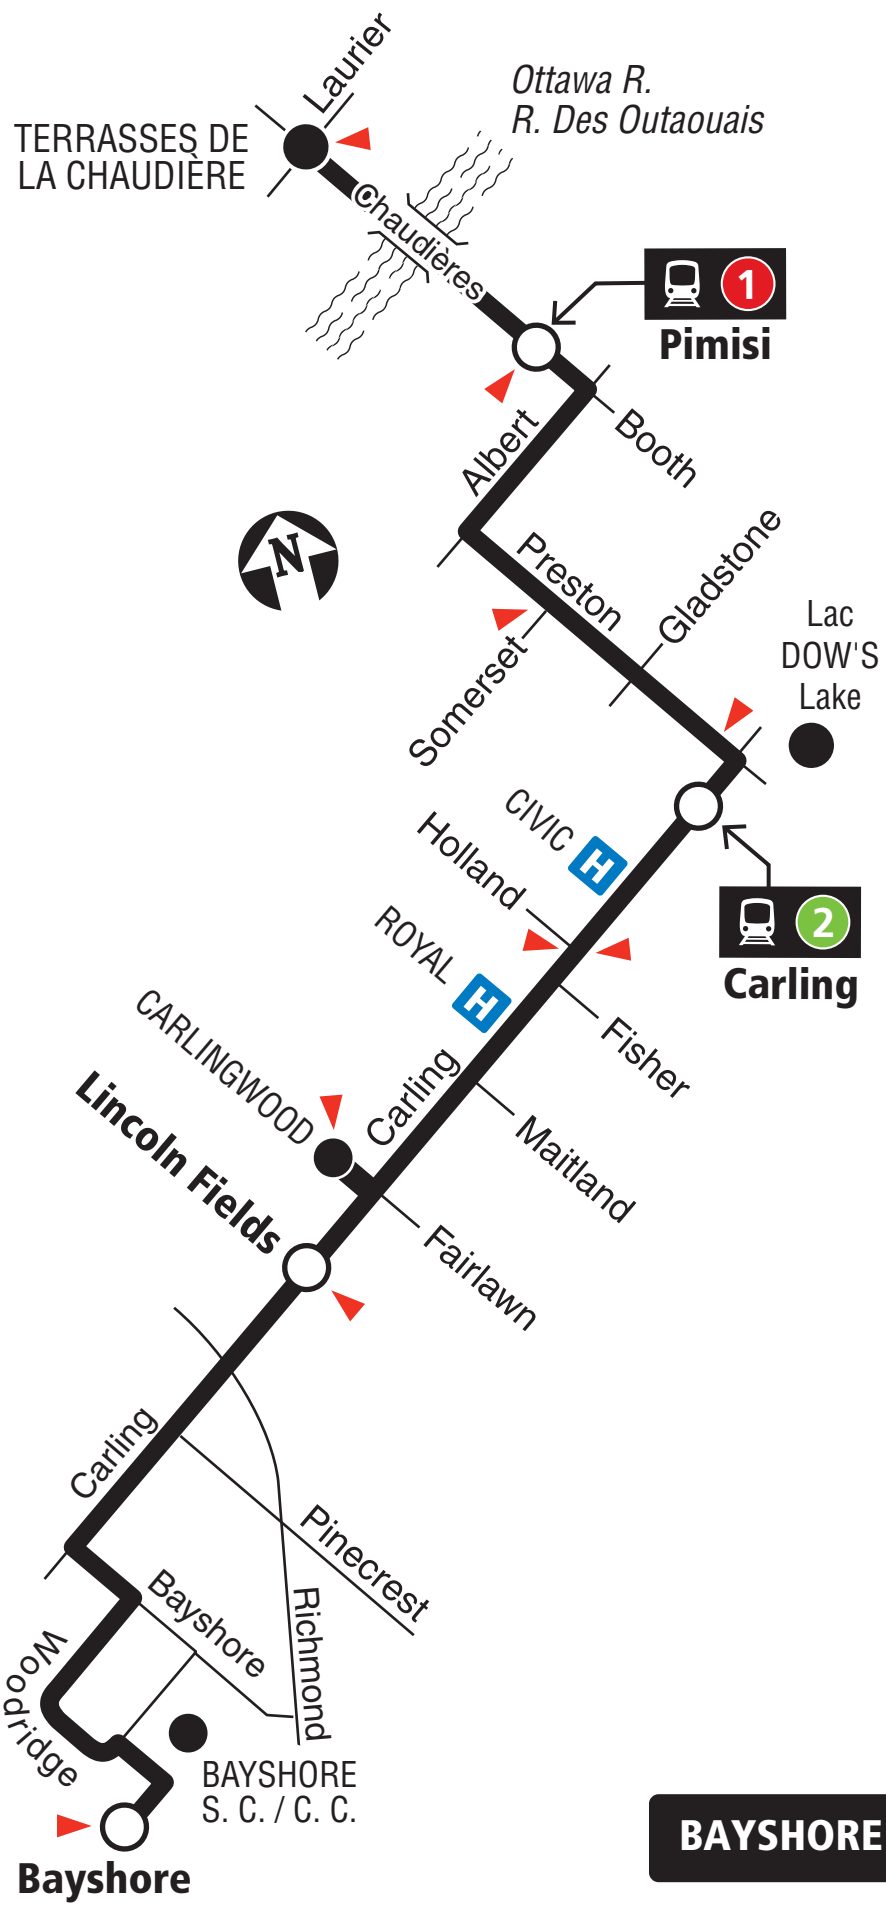 Laurier
Ottawa R.
R. Des Outaouais
TERRASSES DE
LA CHAUDIÈRE
Chaudières
1
Pimisi
Albert
Booth
N
Preston
Gladstone
Somerset
Lac
DOW'S
Lake
CIVIC
H
Holland
2
Carling
ROYAL
H
Fisher
CARLINGWOOD
Carling
Maitland
Lincoln Fields
Fairlawn
Carling
Pinecrest
Bayshore
Richmond
Woodridge
BAYSHORE
S. C. / C. C.
BAYSHORE
Bayshore